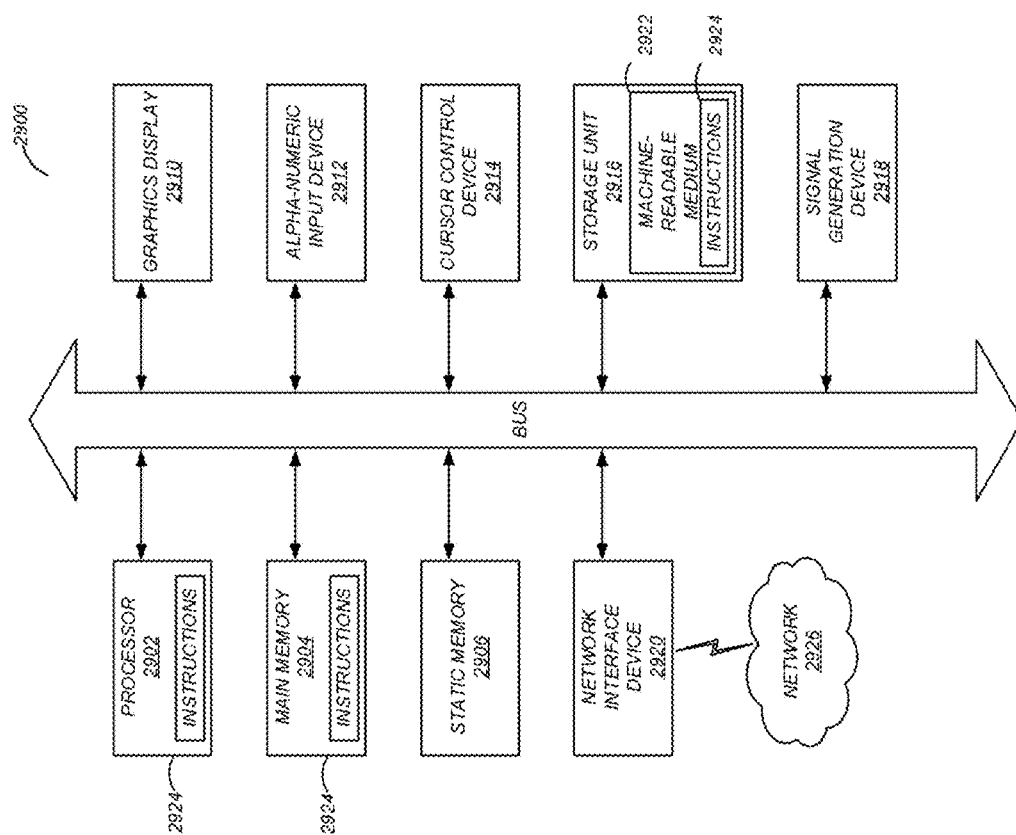 2900
PROCESSOR
2902
INSTRUCTIONS
2924
MAIN MEMORY
2904
INSTRUCTIONS
2924
STATIC MEMORY
2906
NETWORK
INTERFACE
DEVICE
2920
NETWORK
2926
BUS
GRAPHICS DISPLAY
2910
ALPHA-NUMERIC
INPUT DEVICE
2912
CURSOR CONTROL
DEVICE
2914
STORAGE UNIT
2916
MACHINE-
READABLE
MEDIUM
2922
INSTRUCTIONS
2924
SIGNAL
GENERATION
DEVICE
2918